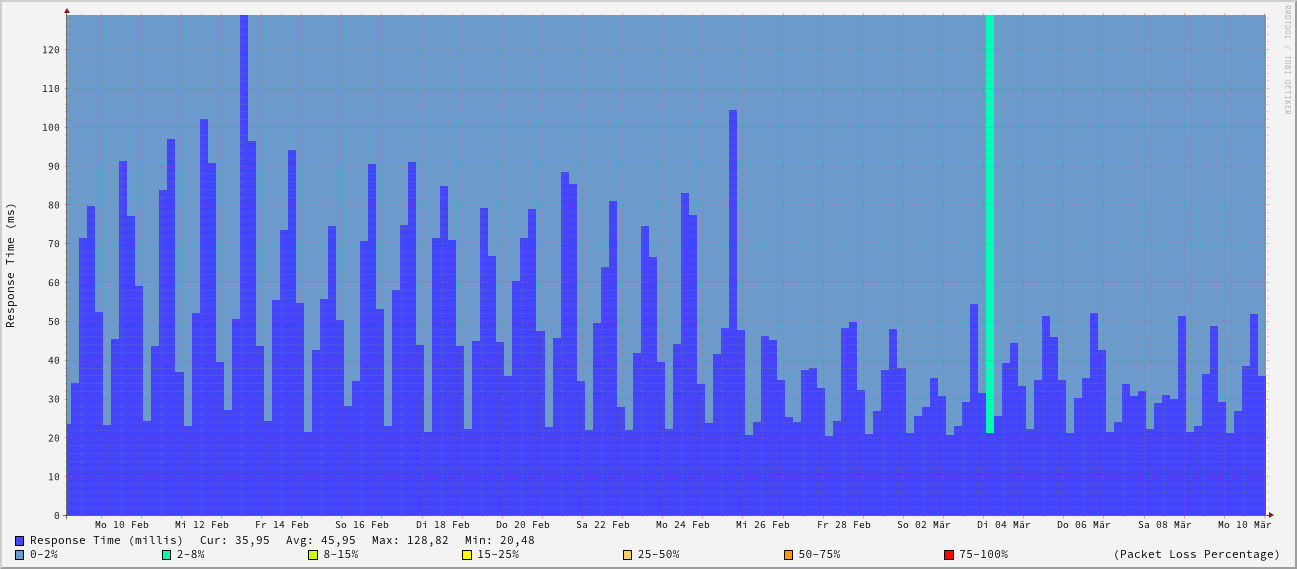 RRDTOOL / TOBI OETIKER
Response Time (ms)
120
110
100
90
80
70
60
50
40
30
20
10
0
Mo 10 Feb Mi 12 Feb Fr 14 Feb So 16 Feb Di 18 Feb Do 20 Feb Sa 22 Feb Mo 24 Feb Mi 26 Feb Fr 28 Feb So 02 Mär Di 04 Mär Do 06 Mär Sa 08 Mär Mo 10 Mär
Response Time (millis) Cur: 35,95 Avg: 45,95 Max: 128,82 Min: 20,48
0-2% 2-8% 8-15% 15-25% 25-50% 50-75% 75-100% (Packet Loss Percentage)